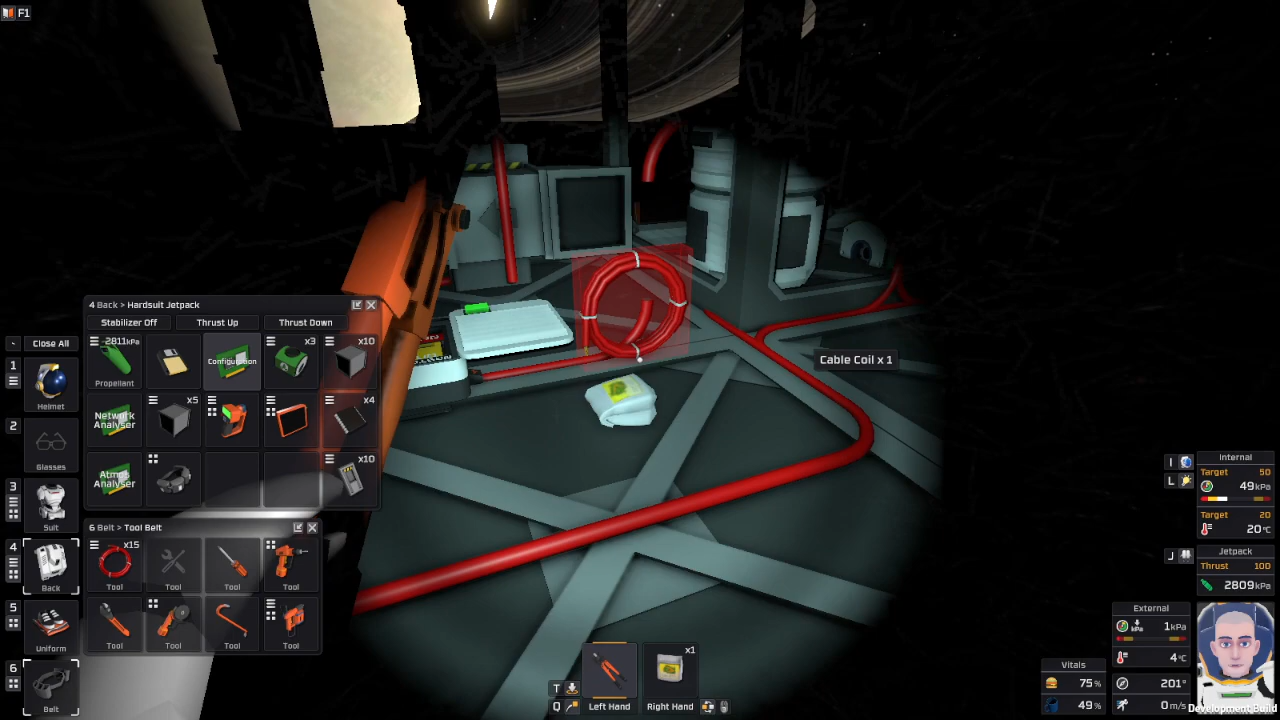 F1
4 Back > Hardsuit Jetpack
Stabilizer Off
Thrust Up
Thrust Down
2811kPa
Propellant
Configuration
x3
x10
Network Analyser
x5
x4
Atmos Analyser
x10
6 Belt > Tool Belt
x15
Tool
Tool
Tool
Tool
Tool
Tool
Tool
Tool
Close All
1
Helmet
2
Glasses
3
Suit
4
Back
5
Uniform
6
Belt
Cable Coil x 1
T
Q
Left Hand
x1
Right Hand
Internal
I
Target 50
49kPa
L
Target 20
20°C
Jetpack
J
Thrust 100
2809kPa
External
kPa
1kPa
4°C
201°
0m/s
Vitals
75%
49%
Development Build